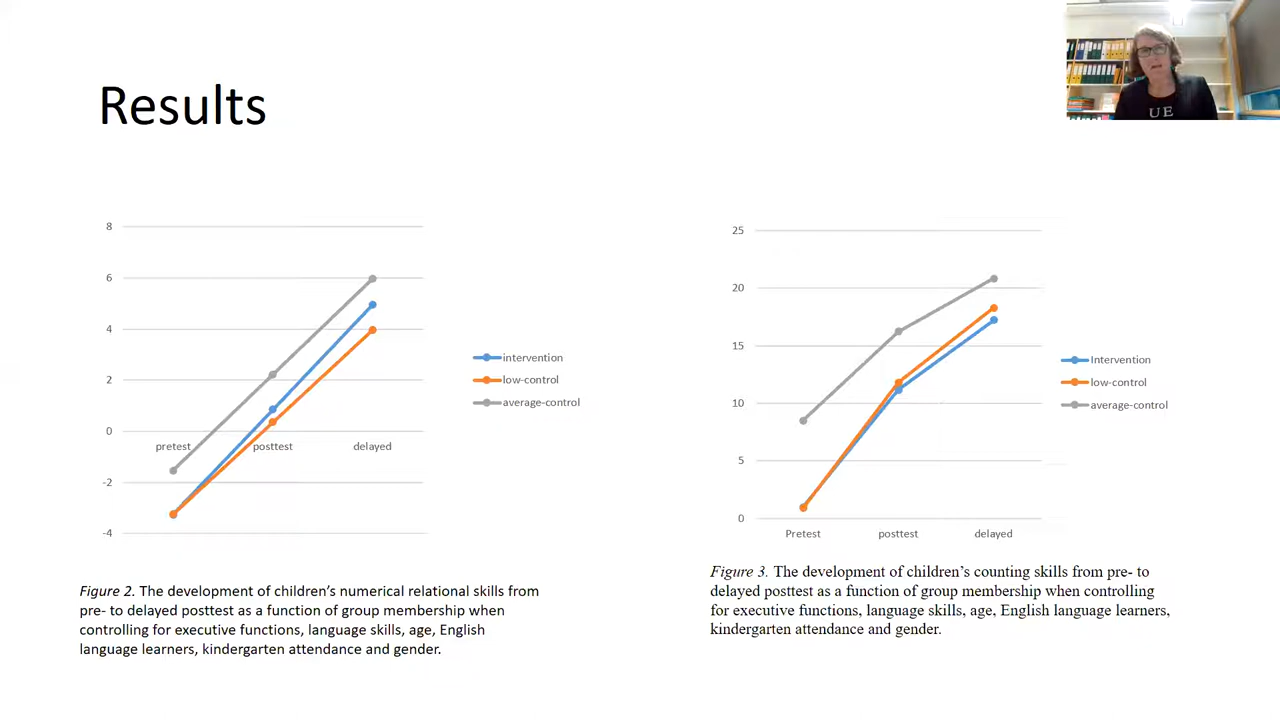 UE
Results
8
6
4
2
0
-2
-4
pretest
posttest
delayed
intervention
low-control
average-control
Figure 2. The development of children's numerical relational skills from
pre- to delayed posttest as a function of group membership when
controlling for executive functions, language skills, age, English
language learners, kindergarten attendance and gender.
25
20
15
10
5
0
Pretest
posttest
delayed
Intervention
low-control
average-control
Figure 3. The development of children's counting skills from pre- to
delayed posttest as a function of group membership when controlling
for executive functions, language skills, age, English language learners,
kindergarten attendance and gender.